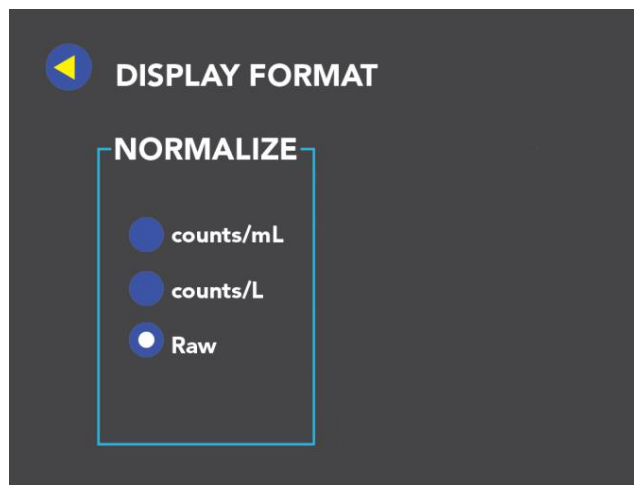 DISPLAY FORMAT
NORMALIZE
counts/mL
counts/L
Raw